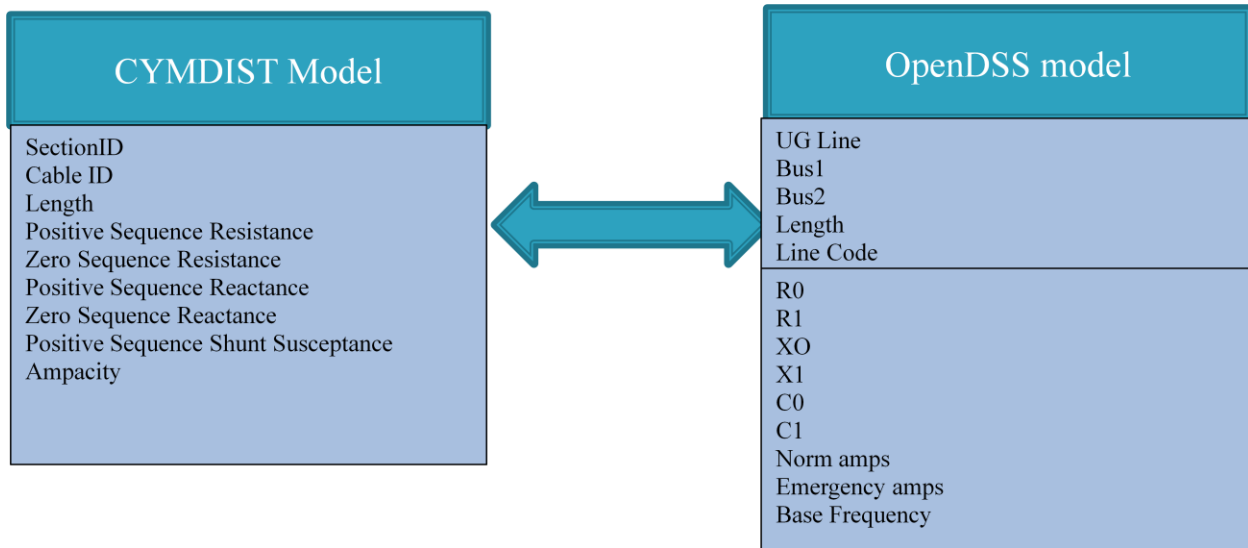 CYMDIST Model
SectionID
Cable ID
Length
Positive Sequence Resistance
Zero Sequence Resistance
Positive Sequence Reactance
Zero Sequence Reactance
Positive Sequence Shunt Susceptance
Ampacity
OpenDSS model
UG Line
Bus1
Bus2
Length
Line Code
R0
R1
XO
X1
C0
C1
Norm amps
Emergency amps
Base Frequency